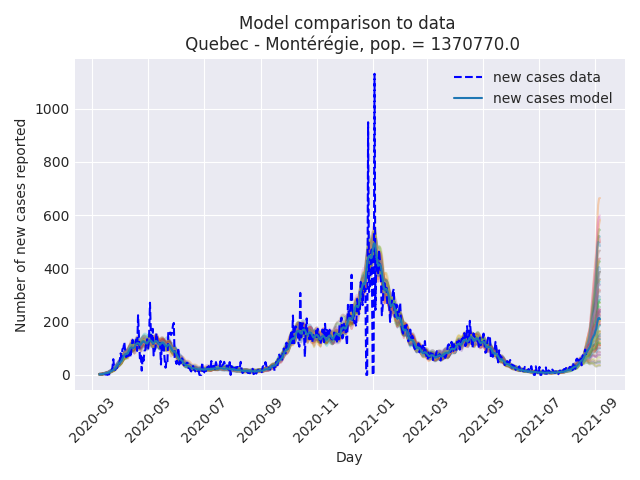 Model comparison to data
Quebec - Montérégie, pop. = 1370770.0
new cases data
new cases model
Number of new cases reported
1000
800
600
400
200
0
2020-03
2020-05
2020-07
2020-09
2020-11
2021-01
2021-03
2021-05
2021-07
2021-09
Day